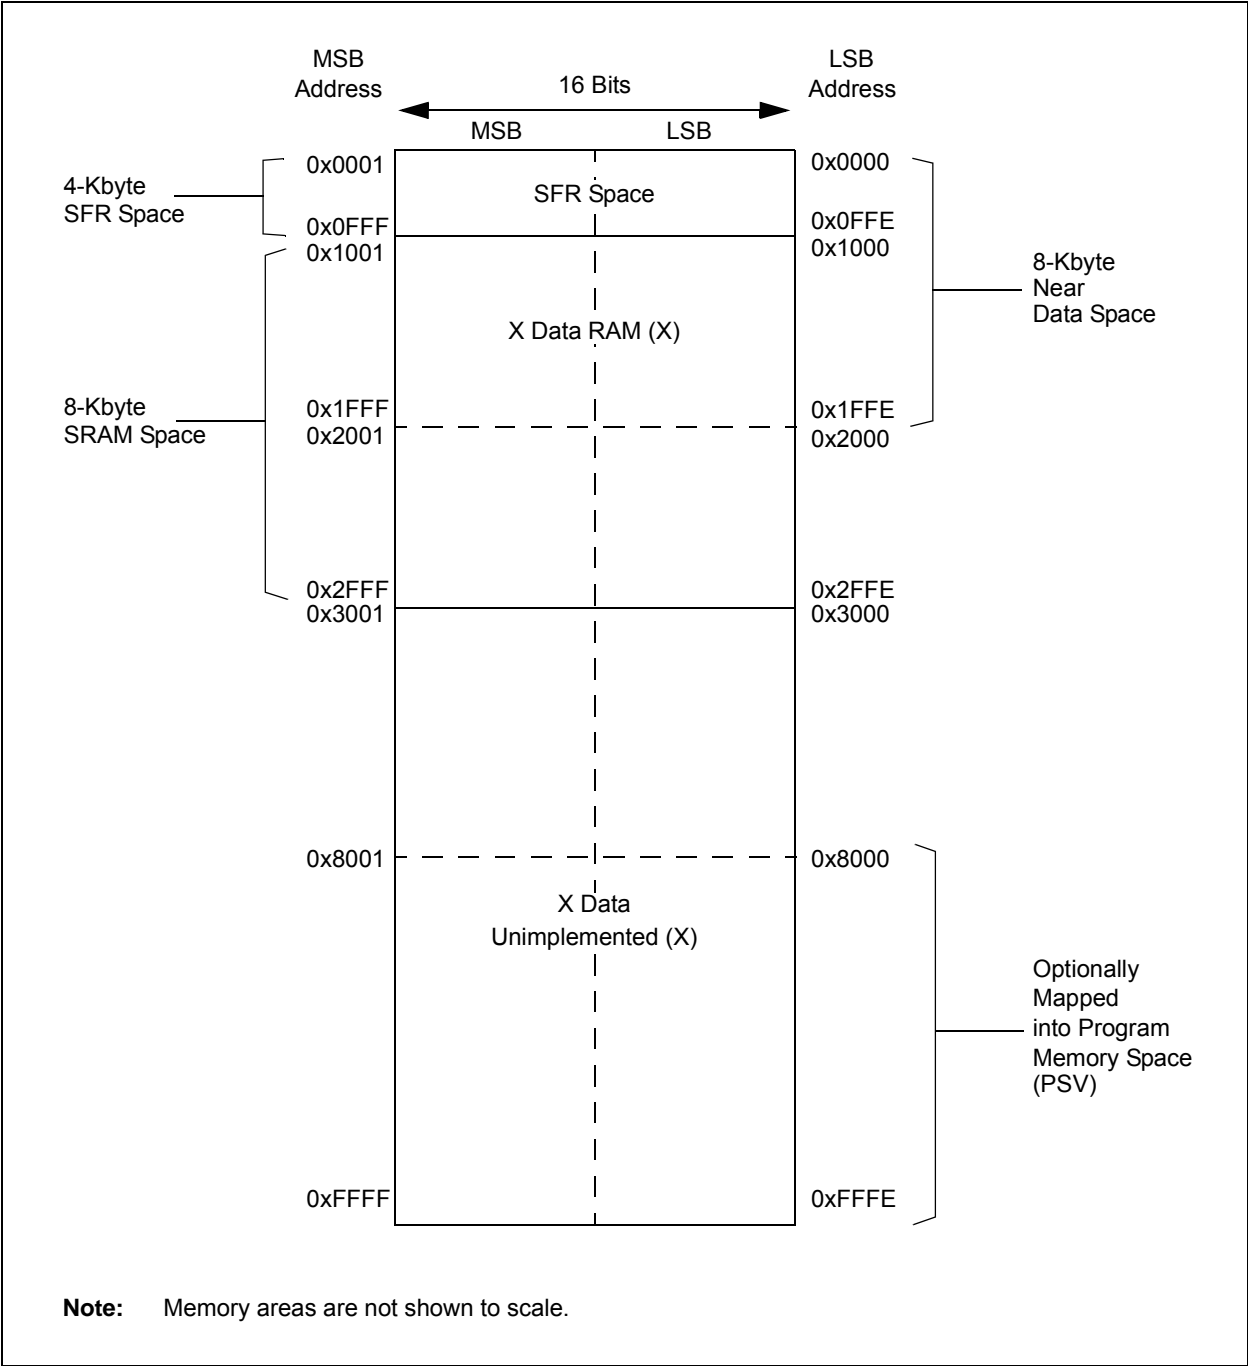 MSB
Address
16 Bits
LSB
Address
MSB
LSB
4-Kbyte
SFR Space
0x0001
0x0FFF
SFR Space
0x0000
0x0FFE
8-Kbyte
SRAM Space
0x1001
0x1FFF
0x2001
0x2FFF
X Data RAM (X)
0x1000
0x1FFE
0x2000
0x2FFE
8-Kbyte
Near
Data Space
0x3001
0x3000
0x8001
0x8000
X Data
Unimplemented (X)
Optionally
Mapped
into Program
Memory Space
(PSV)
0xFFFF
0xFFFE
Note: Memory areas are not shown to scale.